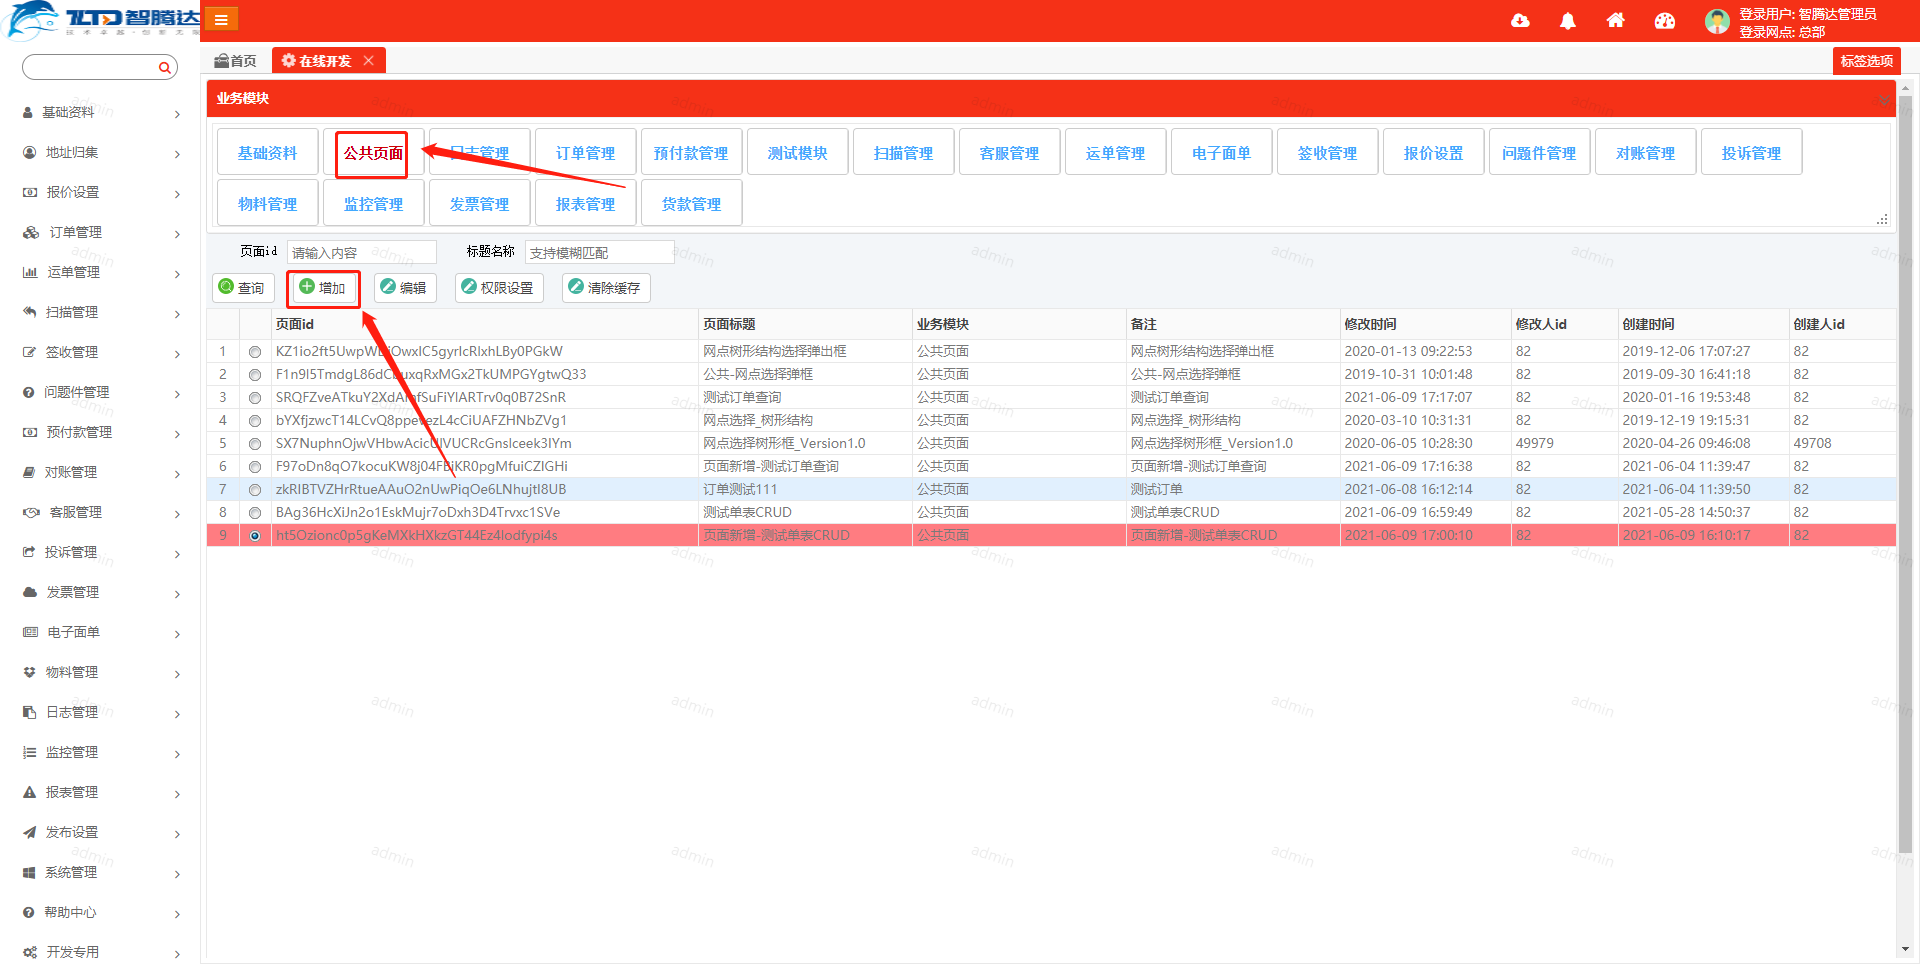 智腾达
技术卓越·创新无限
登录用户: 智腾达管理员
登录网点: 总部
首页
在线开发
标签选项
业务模块
基础资料 公共页面 日志管理 订单管理 预付款管理 测试模块 扫描管理 客服管理 运单管理 电子面单 签收管理 报价设置 问题件管理 对账管理 投诉管理
物料管理 监控管理 发票管理 报表管理 货款管理
页面id 请输入内容 标题名称 支持模糊匹配
查询 增加 编辑 权限设置 清除缓存
页面id 页面标题 业务模块 备注 修改时间 修改人id 创建时间 创建人id
1 网点树形结构选择弹出框 公共页面 网点树形结构选择弹出框 2020-01-13 09:22:53 82 2019-12-06 17:07:27 82
2 公共-网点选择弹框 公共页面 公共-网点选择弹框 2019-10-31 10:01:48 82 2019-09-30 16:41:18 82
3 测试订单查询 公共页面 测试订单查询 2021-06-09 17:17:07 82 2020-01-16 19:53:48 82
4 网点选择_树形结构 公共页面 网点选择_树形结构 2020-03-10 10:31:31 82 2019-12-19 19:15:31 82
5 网点选择树形框_Version1.0 公共页面 网点选择树形框_Version1.0 2020-06-05 10:28:30 49979 2020-04-26 09:46:08 49708
6 页面新增-测试订单查询 公共页面 页面新增-测试订单查询 2021-06-09 17:16:38 82 2021-06-04 11:39:47 82
7 zkRIBTVZHrRtueAAuO2nUwPiqOe6LNhujtI8UB 订单测试111 公共页面 测试订单 2021-06-08 16:12:14 82 2021-06-04 11:39:50 82
8 BAg36HcXiJn2o1EskMujr7oDxh3D4Trvxc1SVe 测试单表CRUD 公共页面 测试单表CRUD 2021-06-09 16:59:49 82 2021-05-28 14:50:37 82
9 ht5Ozionc0p5gKeMXkHXkzGT44Ez4Iodfypi4s 页面新增-测试单表CRUD 公共页面 页面新增-测试单表CRUD 2021-06-09 17:00:10 82 2021-06-09 16:10:17 82
基础资料
地址归集
报价设置
订单管理
运单管理
扫描管理
签收管理
问题件管理
预付款管理
对账管理
客服管理
投诉管理
发票管理
电子面单
物料管理
日志管理
监控管理
报表管理
发布设置
系统管理
帮助中心
开发专用
admin